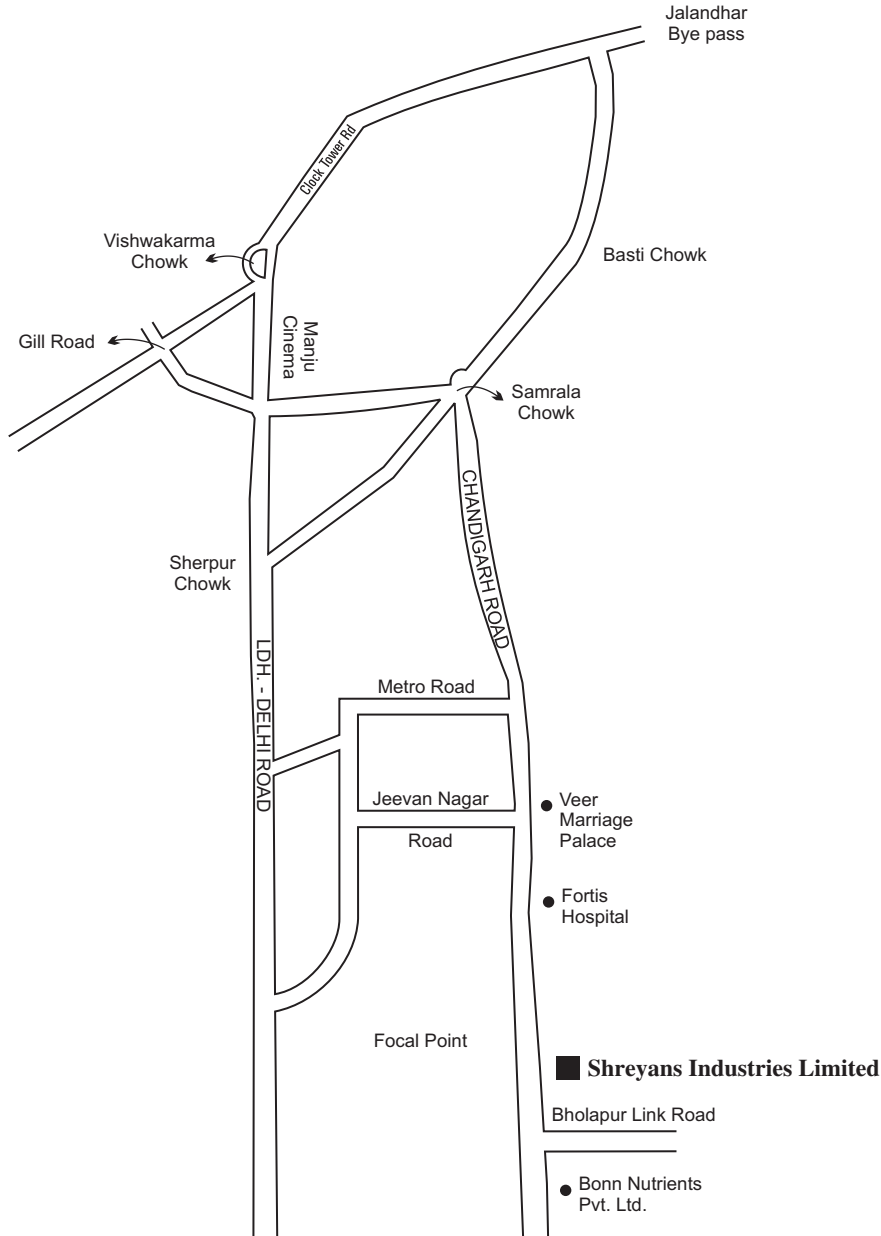 Jalandhar
Bye pass
Clock Tower Rd
Vishwakarma
Chowk
Basti Chowk
Gill Road
Manju
Cinema
Samrala
Chowk
CHANDIGARH ROAD
Sherpur
Chowk
LDH. - DELHI ROAD
Metro Road
Jeevan Nagar
Road
Veer
Marriage
Palace
Fortis
Hospital
Focal Point
Shreyans Industries Limited
Bholapur Link Road
Bonn Nutrients
Pvt. Ltd.